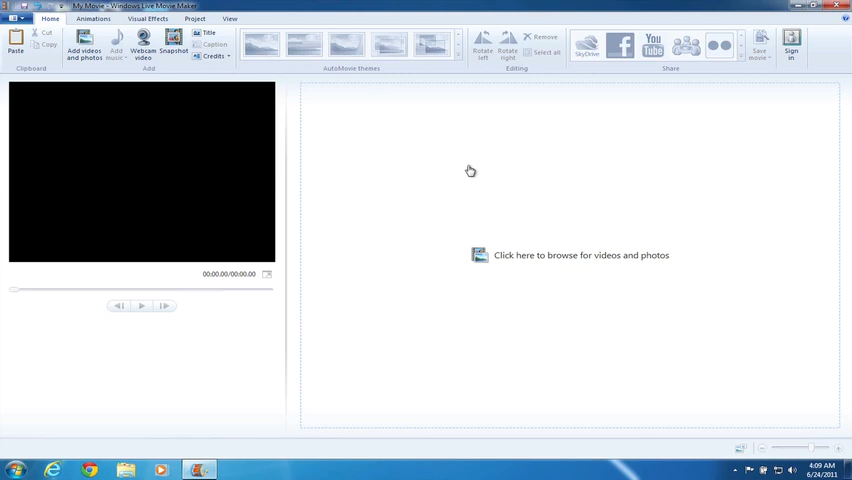 My Movie - Windows Live Movie Maker
Home Animations Visual Effects Project View
Paste
Cut
Copy
Clipboard
Add videos
and photos
Add
music
Webcam
video
Snapshot
Title
Caption
Credits
Add
AutoMovie themes
Rotate
left
Rotate
right
Remove
Select all
Editing
SkyDrive
You
Tube
Share
Save
movie
Sign
in
00:00.00/00:00.00
Click here to browse for videos and photos
4:09 AM
6/24/2011